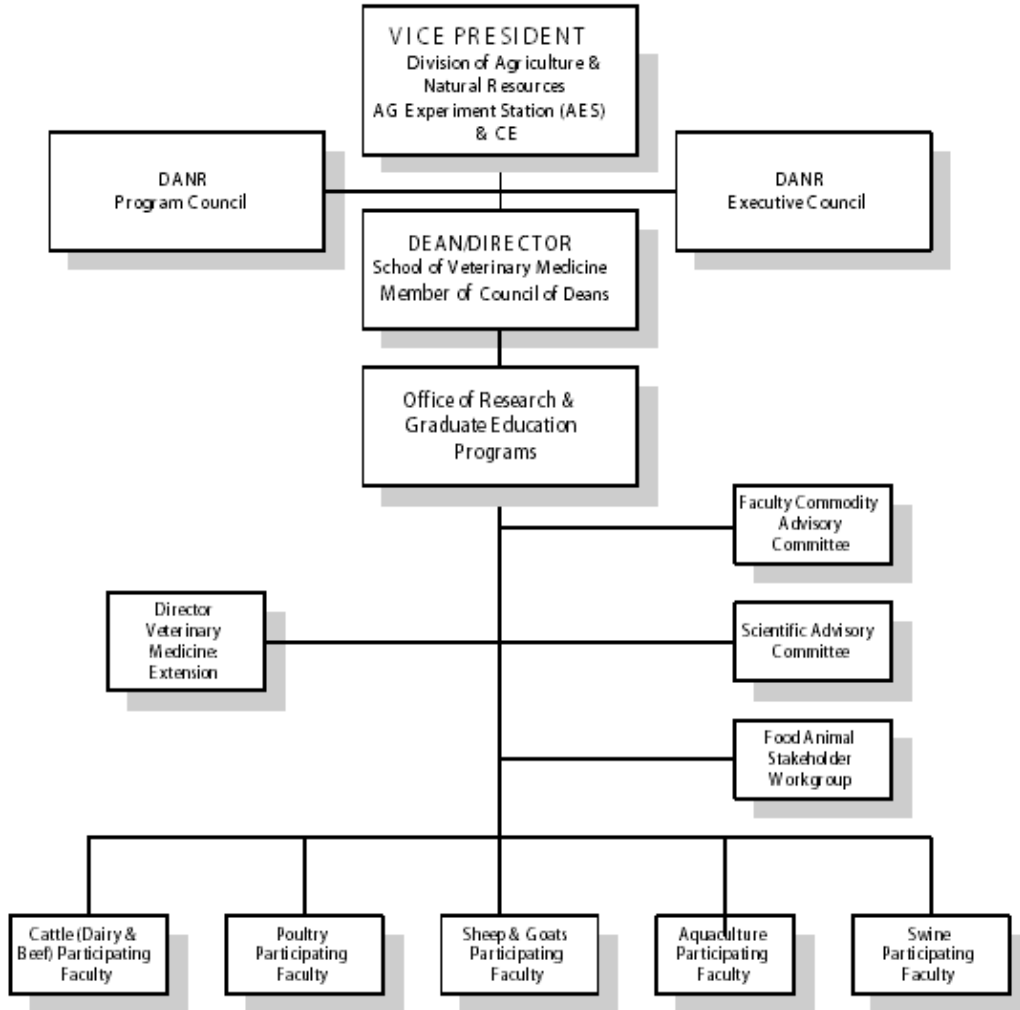 VICE PRESIDENT
Division of Agriculture &
Natural Resources
AG Experiment Station (AES)
& CE
DANR
Program Council
DANR
Executive Council
DEAN/DIRECTOR
School of Veterinary Medicine
Member of Council of Deans
Office of Research &
Graduate Education
Programs
Faculty Commodity
Advisory
Committee
Director
Veterinary
Medicine:
Extension
Scientific Advisory
Committee
Food Animal
Stakeholder
Workgroup
Cattle (Dairy &
Beef) Participating
Faculty
Poultry
Participating
Faculty
Sheep & Goats
Participating
Faculty
Aquaculture
Participating
Faculty
Swine
Participating
Faculty